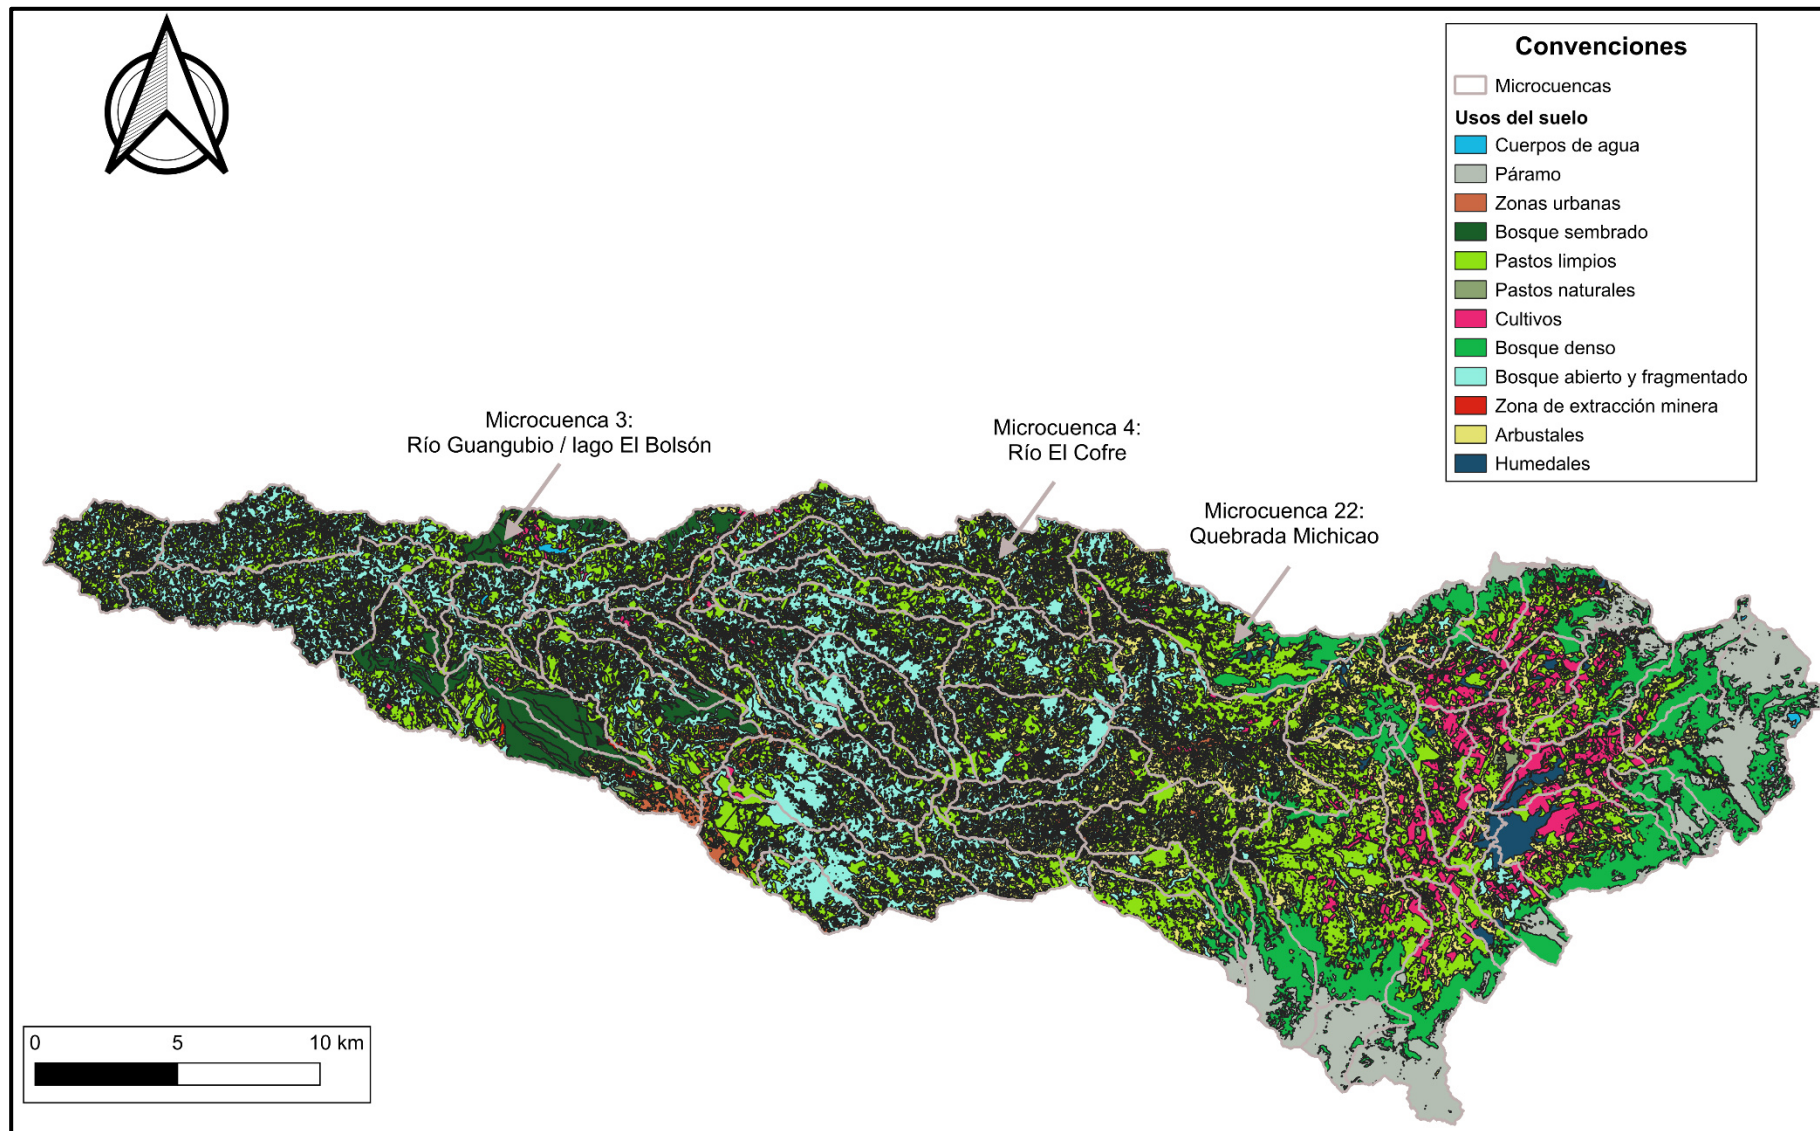 Convenciones
Microcuencas
Usos del suelo
Cuerpos de agua
Páramo
Zonas urbanas
Bosque sembrado
Pastos limpios
Pastos naturales
Cultivos
Bosque denso
Bosque abierto y fragmentado
Zona de extracción minera
Arbustales
Humedales
Microcuenca 3:
Río Guangubio / lago El Bolsón
Microcuenca 4:
Río El Cofre
Microcuenca 22:
Quebrada Michicao
0 5 10 km